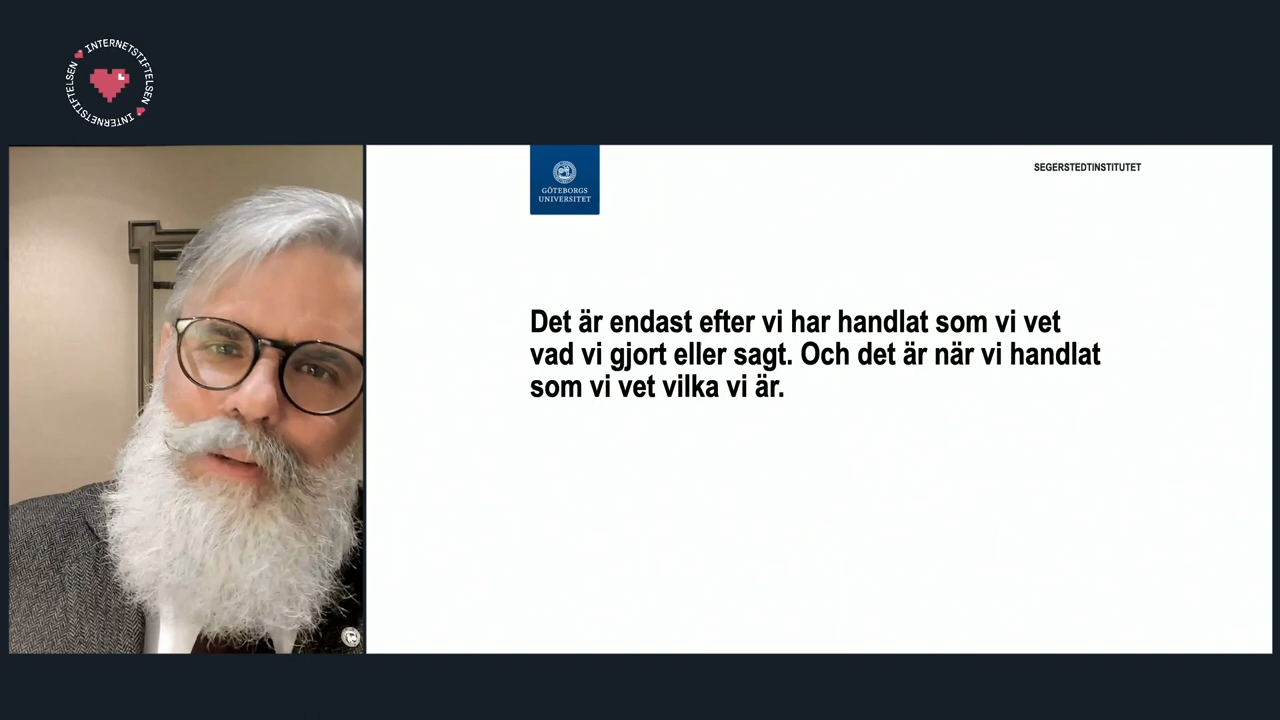 INTERNETSTIFTELSEN
INTERNETSTIFTELSEN
GÖTEBORGS
UNIVERSITET
SEGERSTEDTINSTITUTET
Det är endast efter vi har handlat som vi vet
vad vi gjort eller sagt. Och det är när vi handlat
som vi vet vilka vi är.